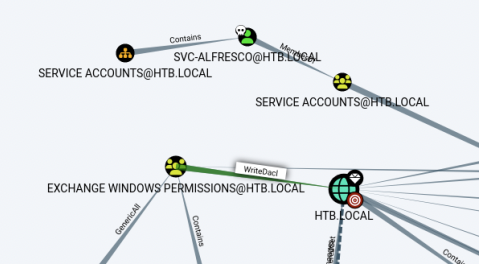 Contains
MemberOf
SVC-ALFRESCO@HTB.LOCAL
SERVICE ACCOUNTS@HTB.LOCAL
SERVICE ACCOUNTS@HTB.LOCAL
WriteDacl
EXCHANGE WINDOWS PERMISSIONS@HTB.LOCAL
HTB.LOCAL
GenericAll
Contains